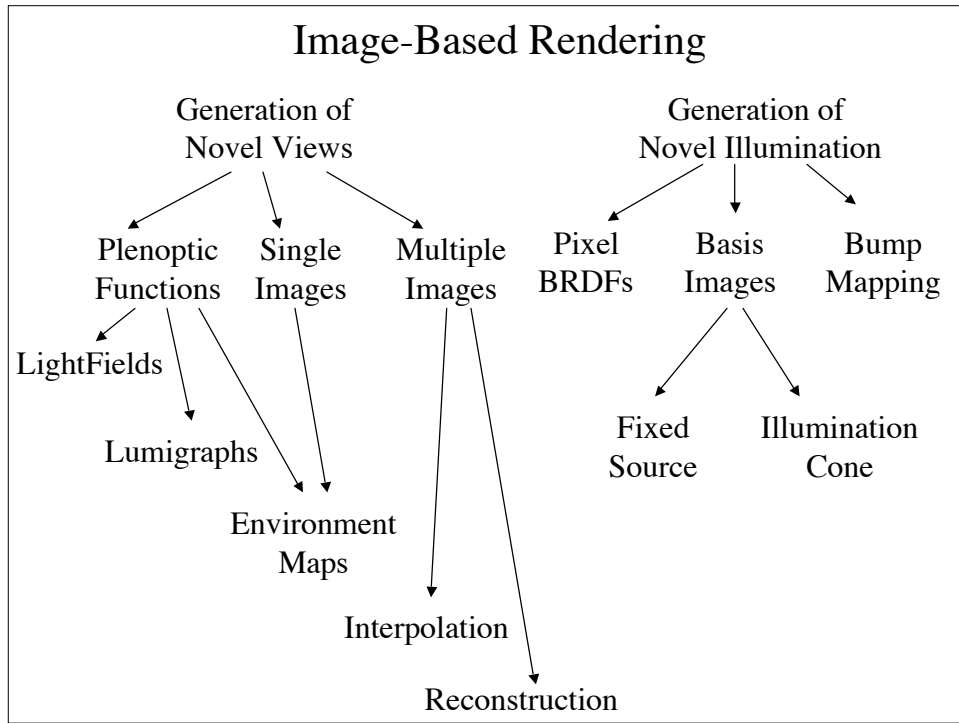 Image-Based Rendering
Generation of
Novel Views
Generation of
Novel Illumination
Plenoptic
Functions
Single
Images
Multiple
Images
Pixel
BRDFs
Basis
Images
Bump
Mapping
LightFields
Lumigraphs
Fixed
Source
Illumination
Cone
Environment
Maps
Interpolation
Reconstruction